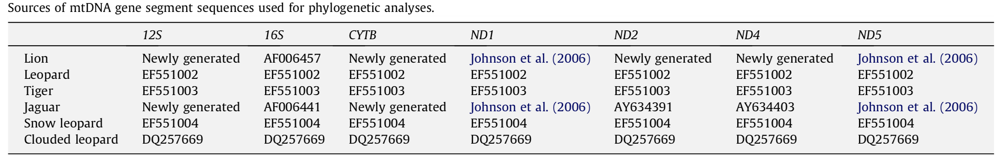 Sources of mtDNA gene segment sequences used for phylogenetic analyses.
12S 16S CYTB ND1 ND2 ND4 ND5
Lion Newly generated AF006457 Newly generated Johnson et al. (2006) Newly generated Newly generated Johnson et al. (2006)
Leopard EF551002 EF551002 EF551002 EF551002 EF551002 EF551002 EF551002
Tiger EF551003 EF551003 EF551003 EF551003 EF551003 EF551003 EF551003
Jaguar Newly generated AF006441 Newly generated Johnson et al. (2006) AY634391 AY634403 Johnson et al. (2006)
Snow leopard EF551004 EF551004 EF551004 EF551004 EF551004 EF551004 EF551004
Clouded leopard DQ257669 DQ257669 DQ257669 DQ257669 DQ257669 DQ257669 DQ257669